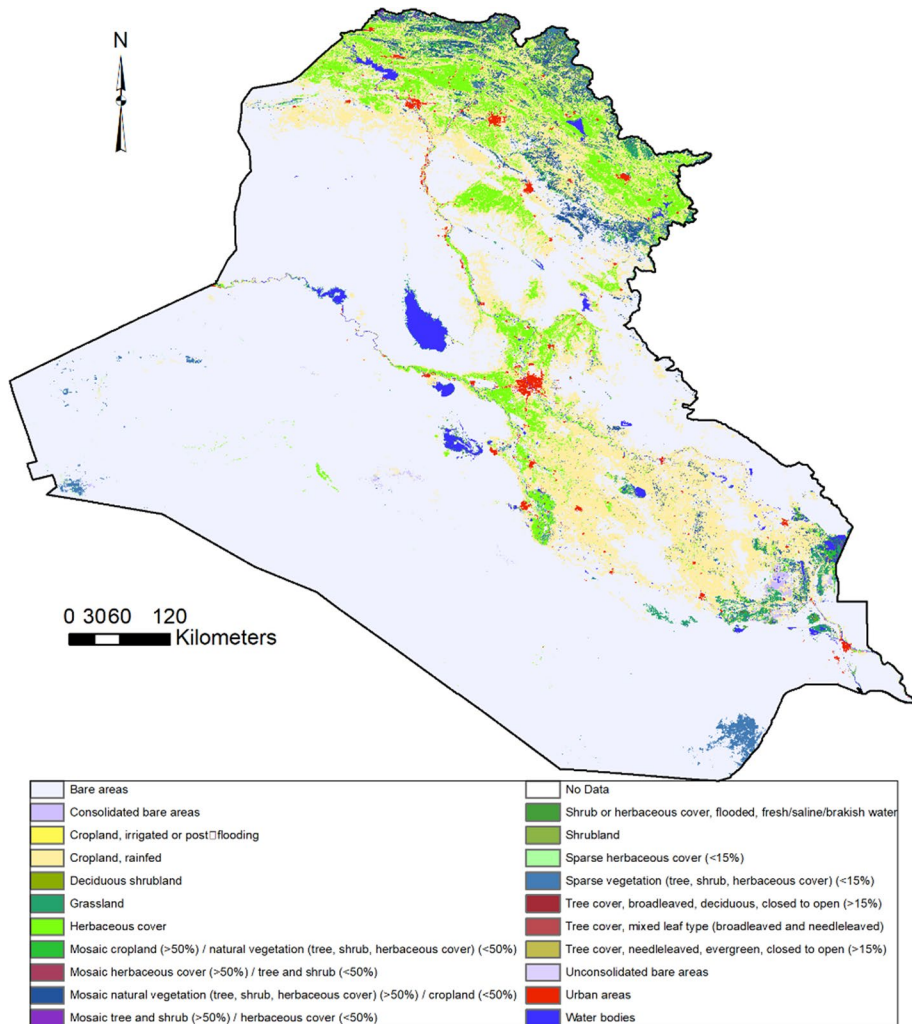 N
0 3060 120
Kilometers
Bare areas
Consolidated bare areas
Cropland, irrigated or post□flooding
Cropland, rainfed
Deciduous shrubland
Grassland
Herbaceous cover
Mosaic cropland (>50%) / natural vegetation (tree, shrub, herbaceous cover) (<50%)
Mosaic herbaceous cover (>50%) / tree and shrub (<50%)
Mosaic natural vegetation (tree, shrub, herbaceous cover) (>50%) / cropland (<50%)
Mosaic tree and shrub (>50%) / herbaceous cover (<50%)
No Data
Shrub or herbaceous cover, flooded, fresh/saline/brakish water
Shrubland
Sparse herbaceous cover (<15%)
Sparse vegetation (tree, shrub, herbaceous cover) (<15%)
Tree cover, broadleaved, deciduous, closed to open (>15%)
Tree cover, mixed leaf type (broadleaved and needleleaved)
Tree cover, needleleaved, evergreen, closed to open (>15%)
Unconsolidated bare areas
Urban areas
Water bodies